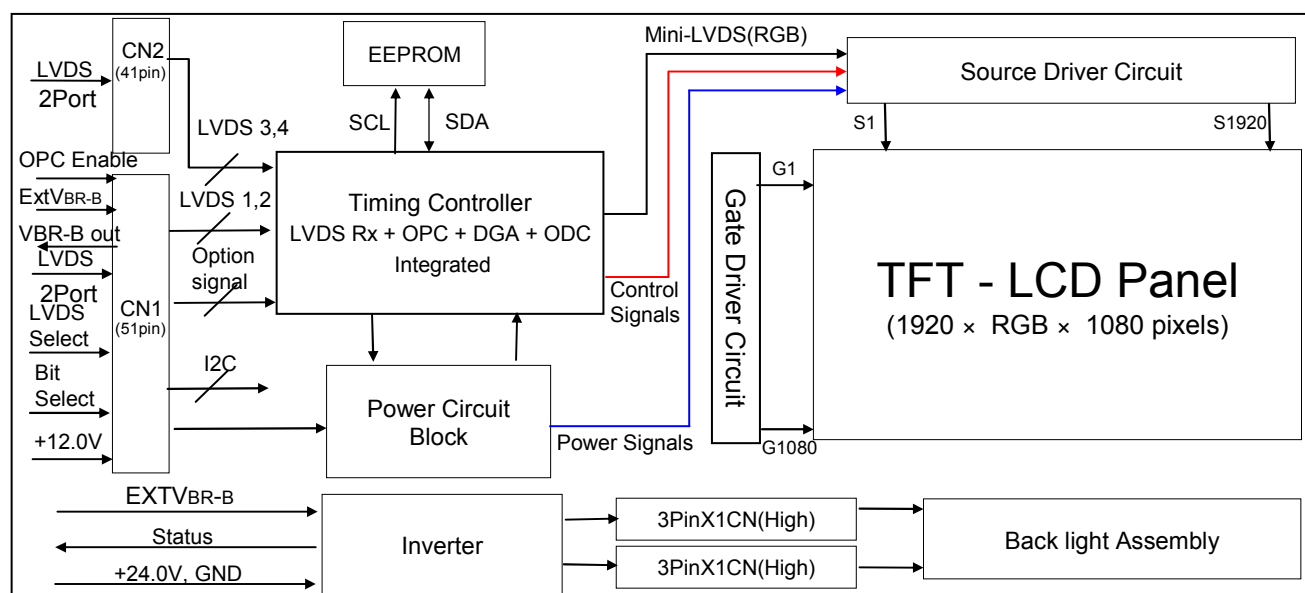 CN2
(41pin)
LVDS
2Port
EEPROM
Mini-LVDS(RGB)
Source Driver Circuit
SCL
SDA
S1
S1920
LVDS 3,4
OPC Enable
ExtVBR-B
VBR-B out
LVDS
2Port
LVDS
Select
Bit
Select
+12.0V
CN1
(51pin)
LVDS 1,2
Option
signal
I2C
Timing Controller
LVDS Rx + OPC + DGA + ODC
Integrated
Control
Signals
Power Circuit
Block
Power Signals
Gate Driver Circuit
G1
G1080
TFT - LCD Panel
(1920 × RGB × 1080 pixels)
EXTVBR-B
Status
+24.0V, GND
Inverter
3PinX1CN(High)
3PinX1CN(High)
Back light Assembly